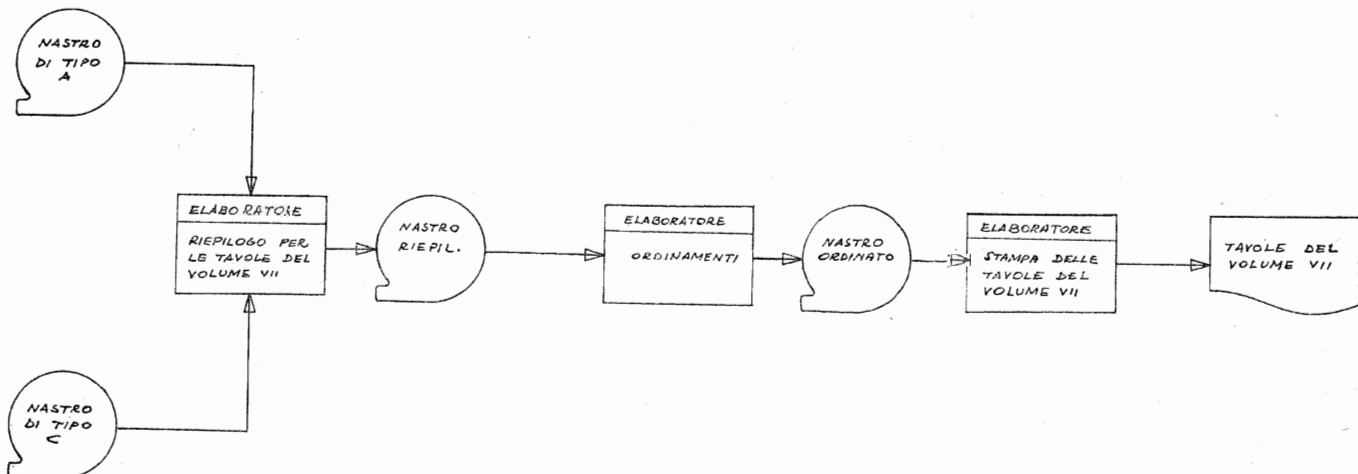 NASTRO
DI TIPO
A
ELABORATORE
RIEPILOGO PER
LE TAVOLE DEL
VOLUME VII
NASTRO
RIEPIL.
ELABORATORE
ORDINAMENTI
NASTRO
ORDINATO
ELABORATORE
STAMPA DELLE
TAVOLE DEL
VOLUME VII
TAVOLE DEL
VOLUME VII
NASTRO
DI TIPO
C